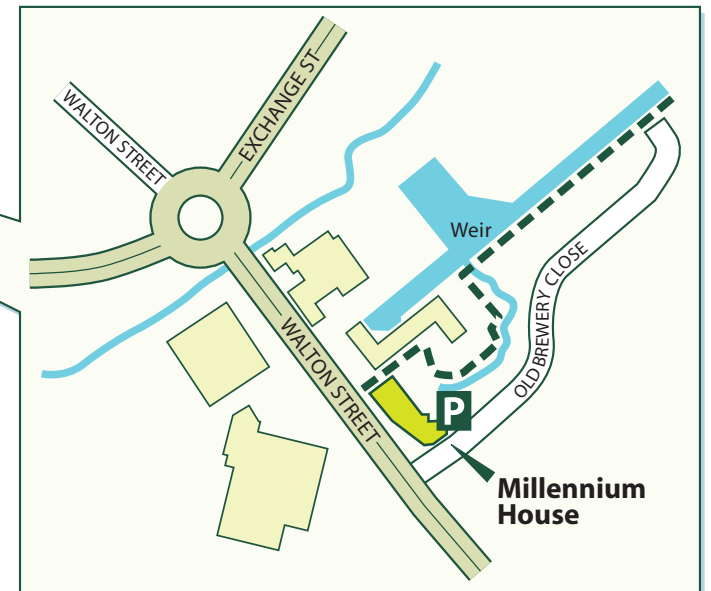 EXCHANGE ST
WALTON STREET
Weir
OLD BREWERY CLOSE
WALTON STREET
P
Millennium
House